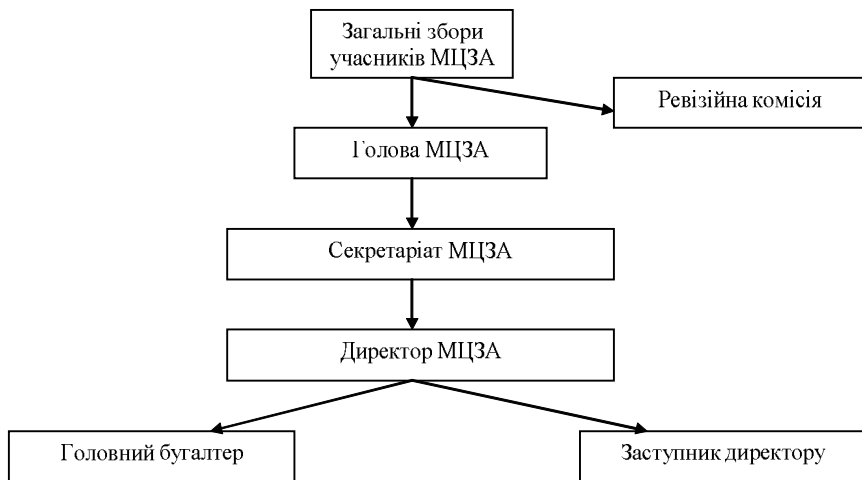 Загальні збори
учасників МЦЗА
Ревізійна комісія
Голова МЦЗА
Секретаріат МЦЗА
Директор МЦЗА
Головний бугалтер
Заступник директору